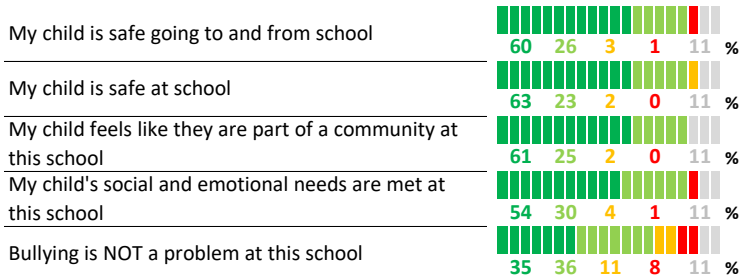 My child is safe going to and from school
60 26 3 1 11 %
My child is safe at school
63 23 2 0 11 %
My child feels like they are part of a community at
this school
61 25 2 0 11 %
My child's social and emotional needs are met at
this school
54 30 4 1 11 %
Bullying is NOT a problem at this school
35 36 11 8 11 %